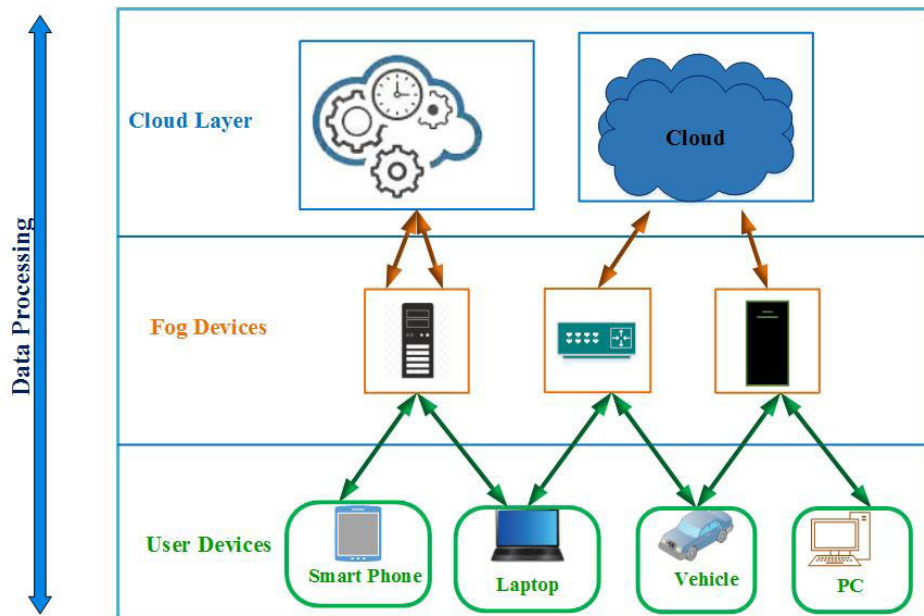 Data Processing
Cloud Layer
Cloud
Fog Devices
User Devices
Smart Phone
Laptop
Vehicle
PC